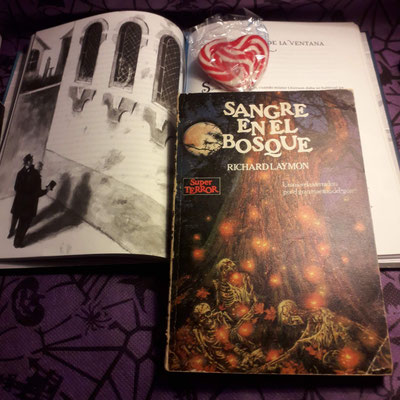 DE LA VENTANA
SANGRE
EN EL
BOSQUE
RICHARD LAYMON
Super
TERROR